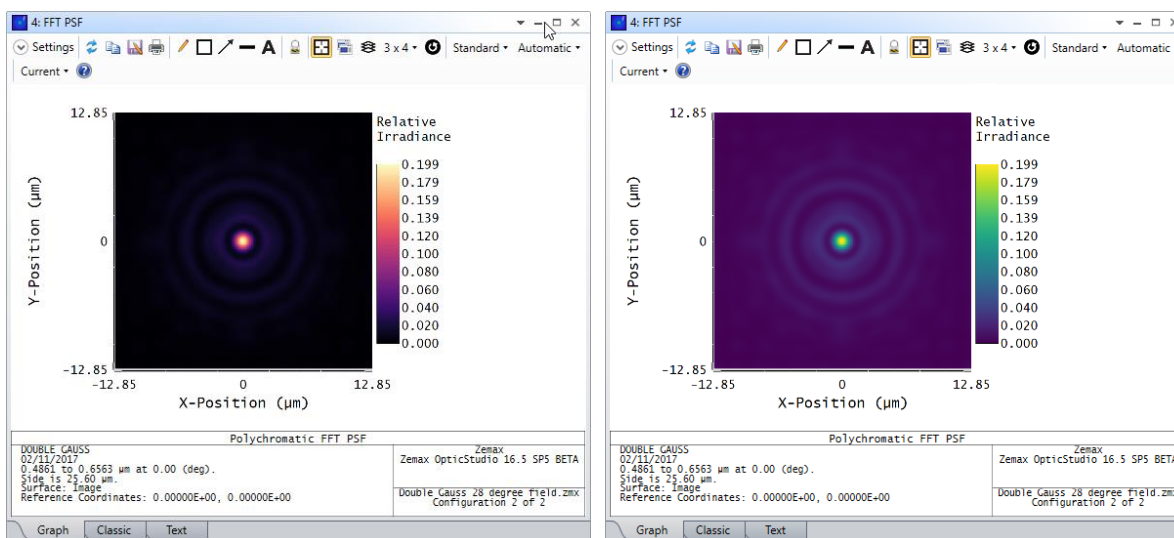 4: FFT PSF
Settings A 3 x 4 Standard Automatic
Current
12.85
0
-12.85
Y-Position (µm)
-12.85 0 12.85
X-Position (µm)
Relative
Irradiance
0.199
0.179
0.159
0.139
0.120
0.100
0.080
0.060
0.040
0.020
0.000
Polychromatic FFT PSF
DOUBLE GAUSS
02/11/2017
0.4861 to 0.6563 µm at 0.00 (deg).
Side is 25.60 µm.
Surface: Image
Reference Coordinates: 0.00000E+00, 0.00000E+00
Zemax
Zemax OpticStudio 16.5 SP5 BETA
Double Gauss 28 degree field.zmx
Configuration 2 of 2
Graph Classic Text
4: FFT PSF
Settings A 3 x 4 Standard Automatic
Current
12.85
0
-12.85
Y-Position (µm)
-12.85 0 12.85
X-Position (µm)
Relative
Irradiance
0.199
0.179
0.159
0.139
0.120
0.100
0.080
0.060
0.040
0.020
0.000
Polychromatic FFT PSF
DOUBLE GAUSS
02/11/2017
0.4861 to 0.6563 µm at 0.00 (deg).
Side is 25.60 µm.
Surface: Image
Reference Coordinates: 0.00000E+00, 0.00000E+00
Zemax
Zemax OpticStudio 16.5 SP5 BETA
Double Gauss 28 degree field.zmx
Configuration 2 of 2
Graph Classic Text